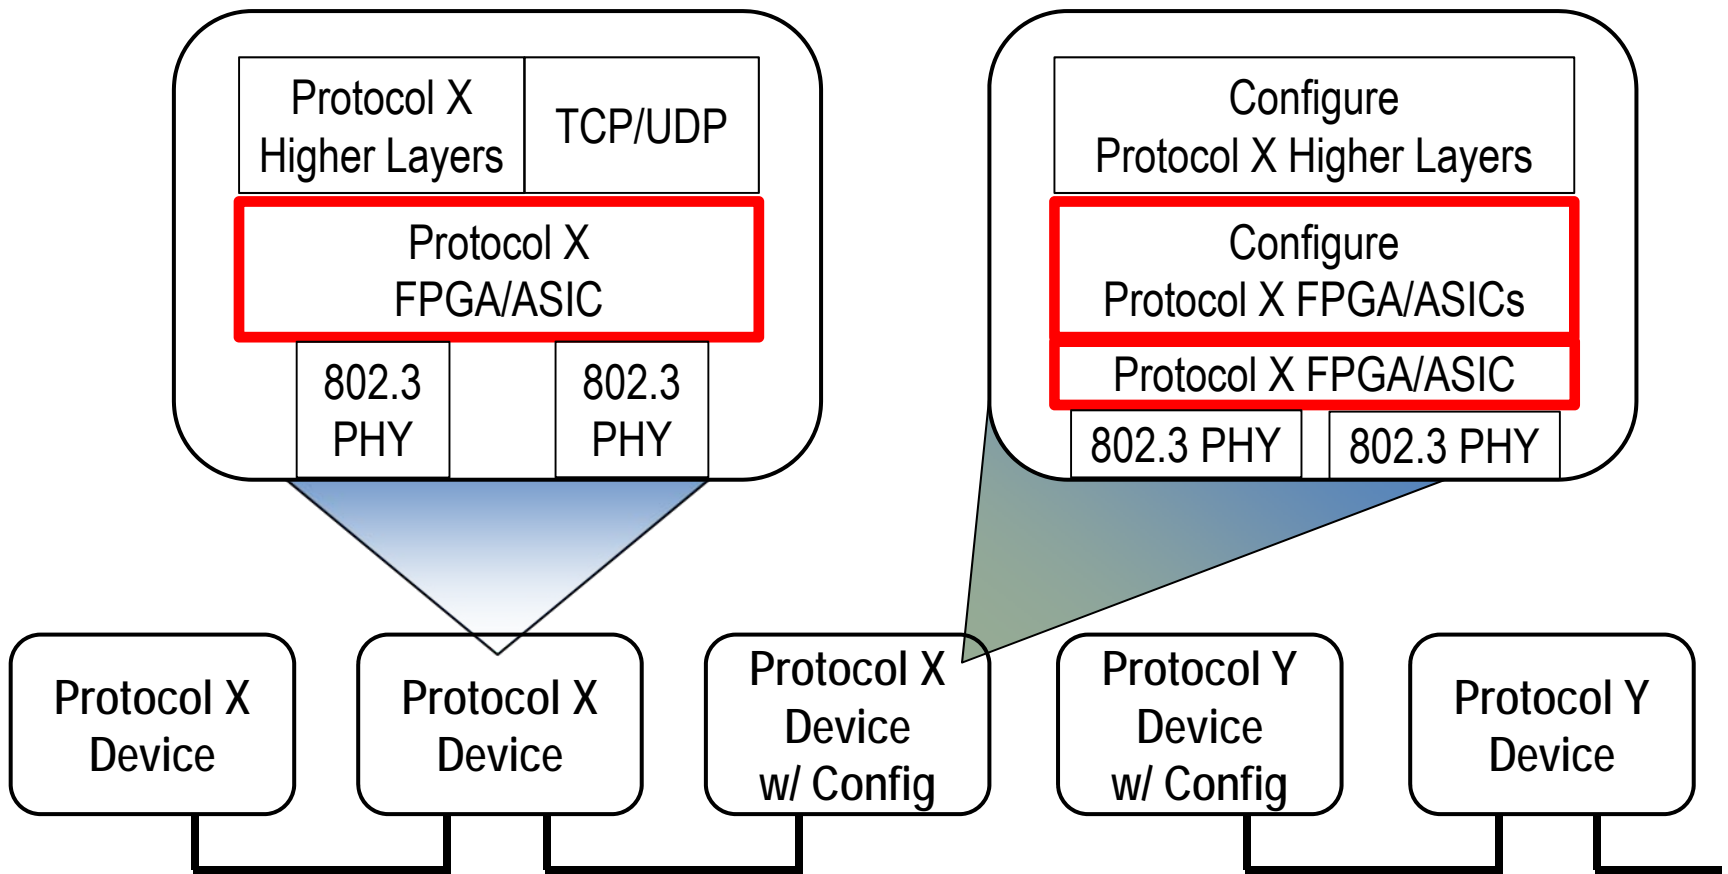 Protocol X
Higher Layers
TCP/UDP
Protocol X
FPGA/ASIC
802.3
PHY
802.3
PHY
Configure
Protocol X Higher Layers
Configure
Protocol X FPGA/ASICs
Protocol X FPGA/ASIC
802.3 PHY
802.3 PHY
Protocol X
Device
Protocol X
Device
Protocol X
Device
w/ Config
Protocol Y
Device
w/ Config
Protocol Y
Device